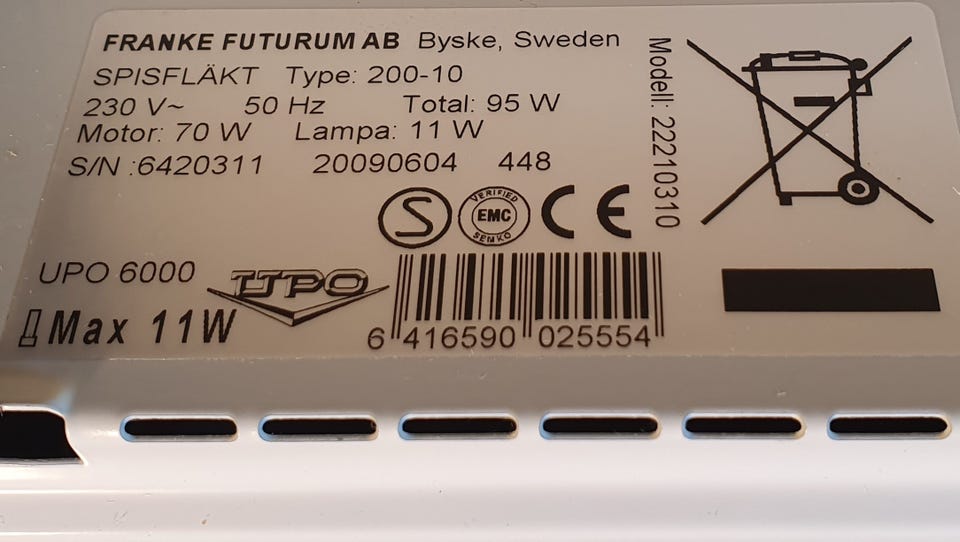 FRANKE FUTURUM AB Byske, Sweden
SPISFLÄKT Type: 200-10
230 V~ 50 Hz Total: 95 W
Motor: 70 W Lampa: 11 W
S/N :6420311 20090604 448
Modell: 22210310
S
VERIFIED
EMC
SEMKO
CE
UPO 6000
UPO
Max 11W
6 416590 025554